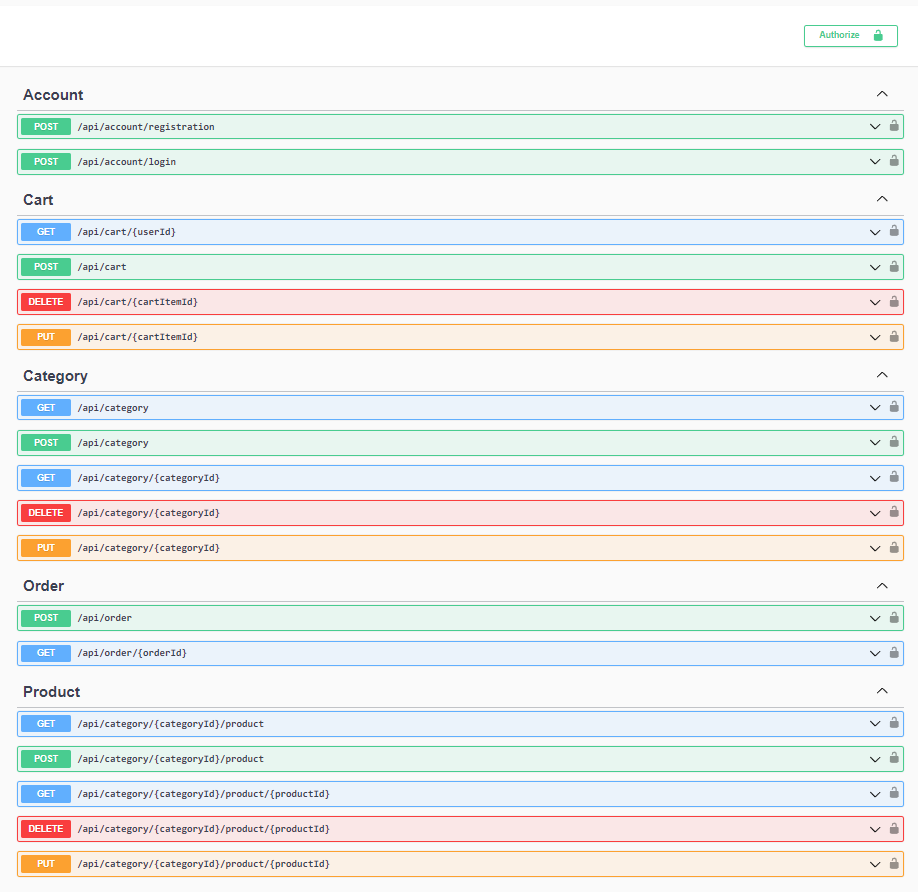 Authorize
Account
POST /api/account/registration
POST /api/account/login
Cart
GET /api/cart/{userId}
POST /api/cart
DELETE /api/cart/{cartItemId}
PUT /api/cart/{cartItemId}
Category
GET /api/category
POST /api/category
GET /api/category/{categoryId}
DELETE /api/category/{categoryId}
PUT /api/category/{categoryId}
Order
POST /api/order
GET /api/order/{orderId}
Product
GET /api/category/{categoryId}/product
POST /api/category/{categoryId}/product
GET /api/category/{categoryId}/product/{productId}
DELETE /api/category/{categoryId}/product/{productId}
PUT /api/category/{categoryId}/product/{productId}